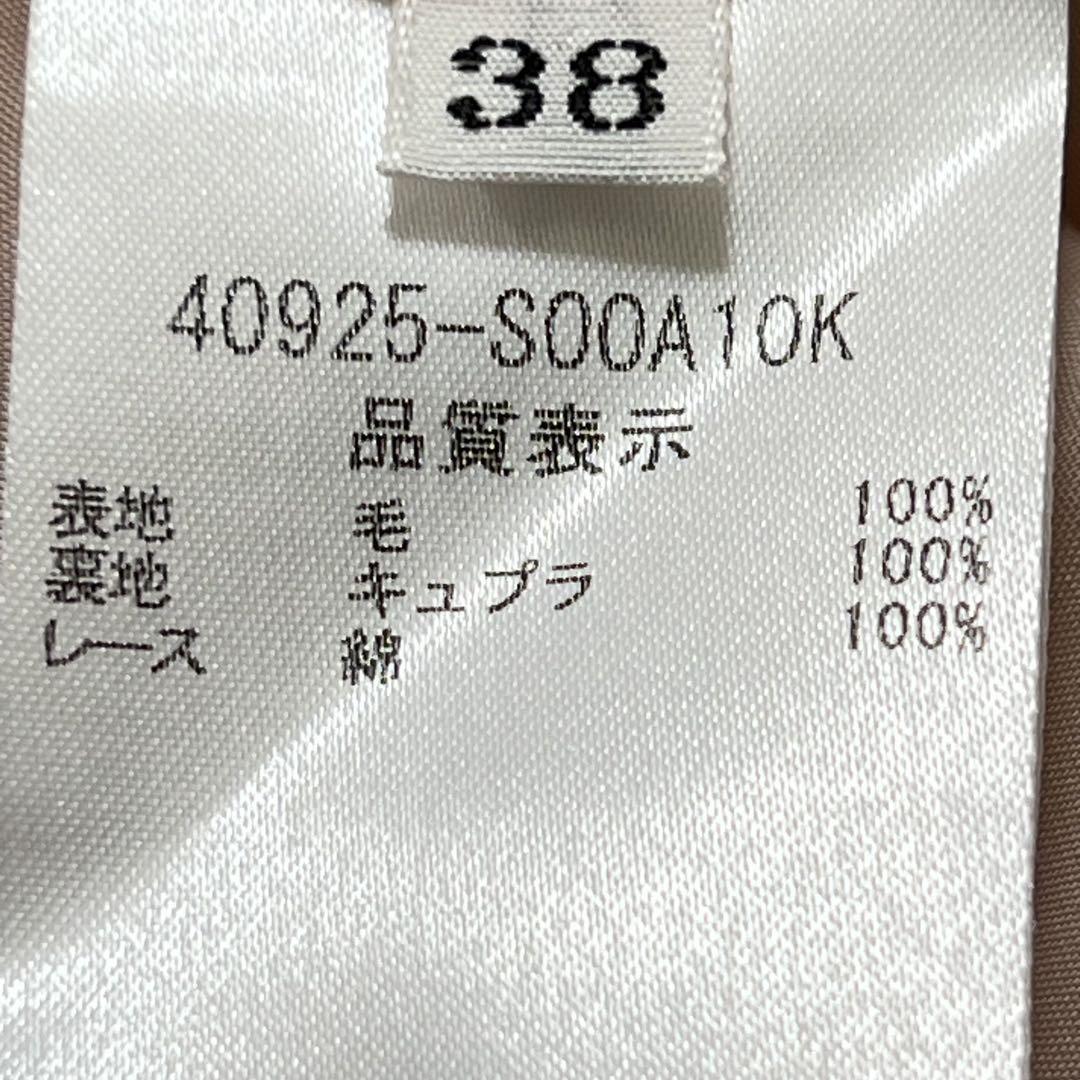 38
40925-S00A10K
品質表示
表地 毛 100%
裏地 キュプラ 100%
レース 綿 100%